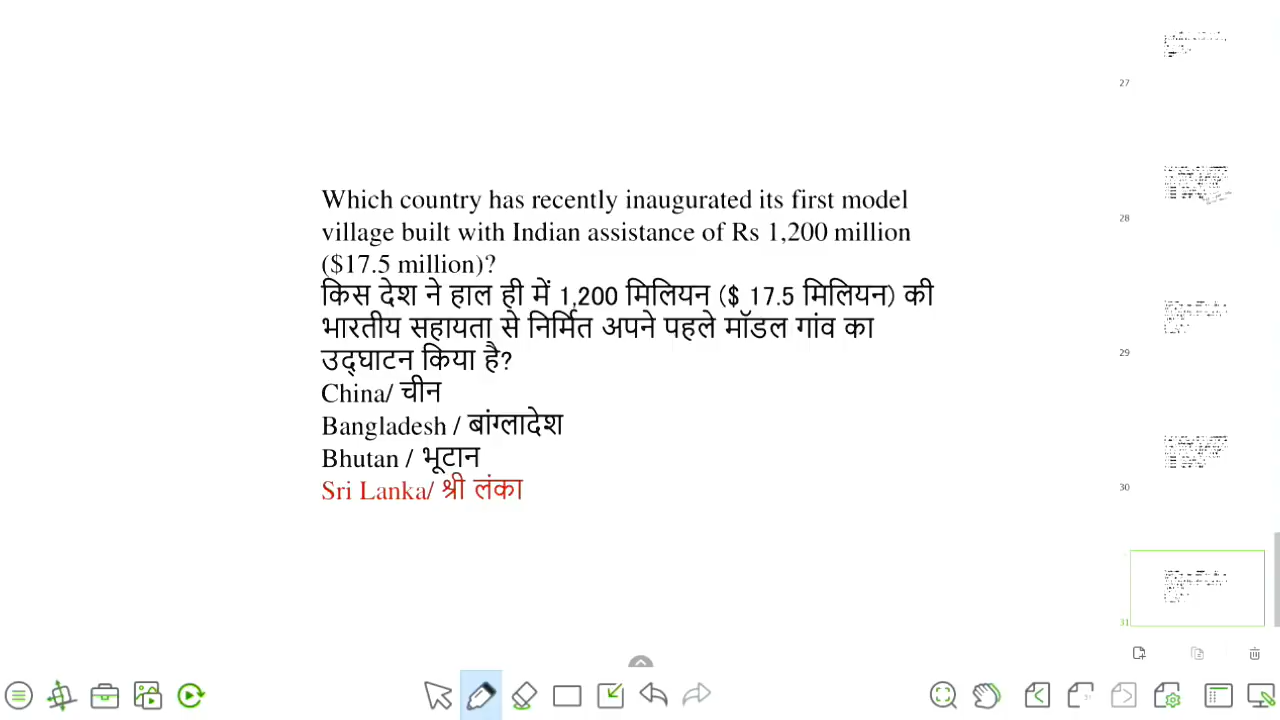 Which country has recently inaugurated its first model
village built with Indian assistance of Rs 1,200 million
($17.5 million)?
किस देश ने हाल ही में 1,200 मिलियन ($ 17.5 मिलियन) की
भारतीय सहायता से निर्मित अपने पहले मॉडल गांव का
उद्घाटन किया है?
China/ चीन
Bangladesh / बांग्लादेश
Bhutan / भूटान
Sri Lanka/ श्री लंका
27
28
29
30
31